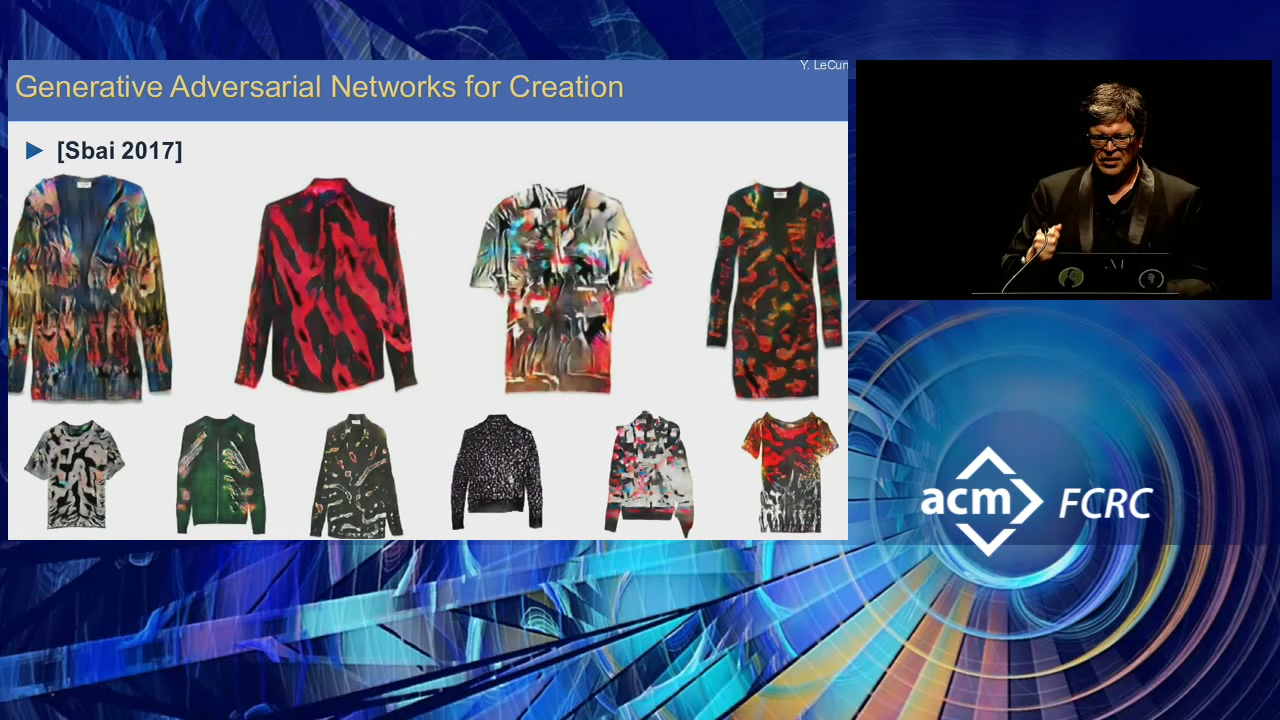 Y. LeCun
Generative Adversarial Networks for Creation
[Sbai 2017]
acm FCRC